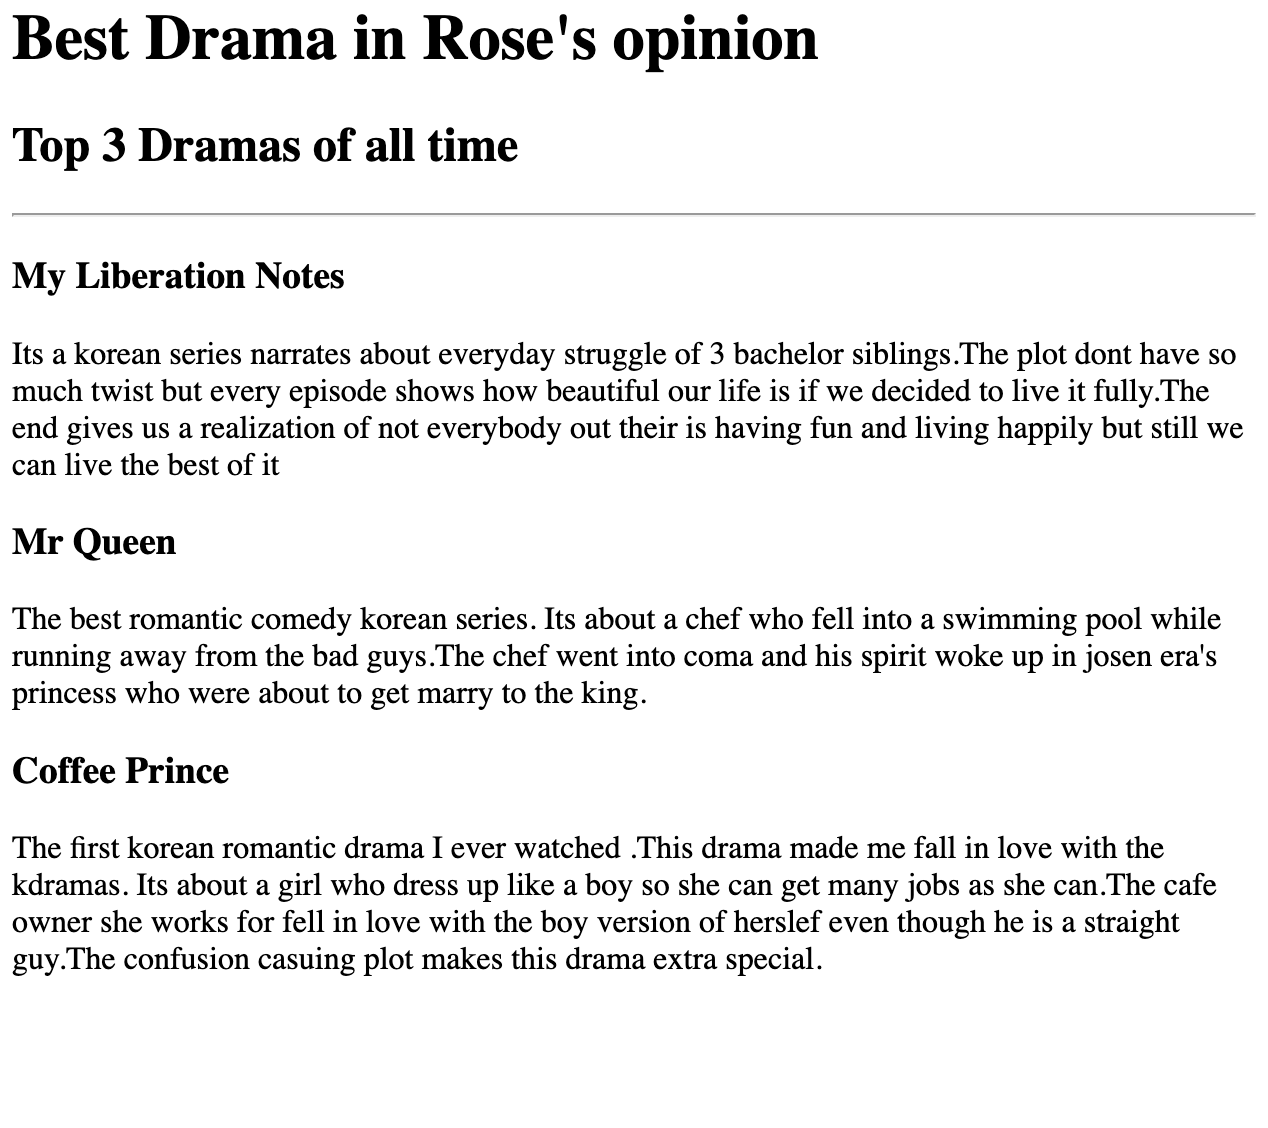 Best Drama in Rose's opinion
Top 3 Dramas of all time
My Liberation Notes
Its a korean series narrates about everyday struggle of 3 bachelor siblings.The plot dont have so
much twist but every episode shows how beautiful our life is if we decided to live it fully.The
end gives us a realization of not everybody out their is having fun and living happily but still we
can live the best of it
Mr Queen
The best romantic comedy korean series. Its about a chef who fell into a swimming pool while
running away from the bad guys.The chef went into coma and his spirit woke up in josen era's
princess who were about to get marry to the king.
Coffee Prince
The first korean romantic drama I ever watched .This drama made me fall in love with the
kdramas. Its about a girl who dress up like a boy so she can get many jobs as she can.The cafe
owner she works for fell in love with the boy version of herslef even though he is a straight
guy.The confusion casuing plot makes this drama extra special.